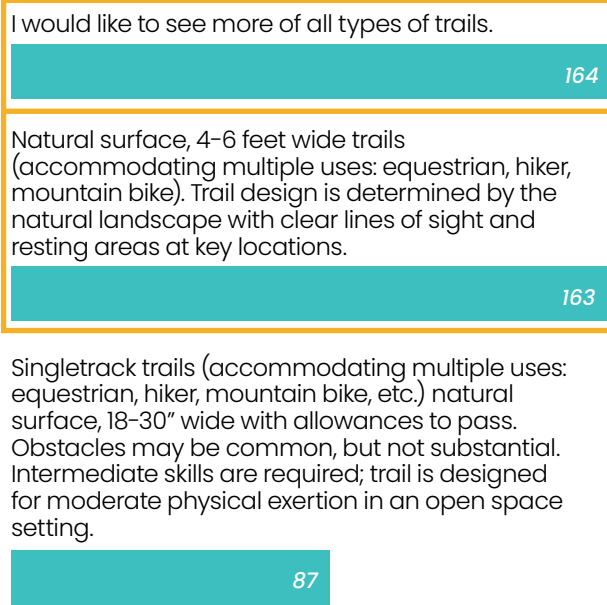 I would like to see more of all types of trails.
164
Natural surface, 4-6 feet wide trails
(accommodating multiple uses: equestrian, hiker,
mountain bike). Trail design is determined by the
natural landscape with clear lines of sight and
resting areas at key locations.
163
Singletrack trails (accommodating multiple uses:
equestrian, hiker, mountain bike, etc.) natural
surface, 18-30” wide with allowances to pass.
Obstacles may be common, but not substantial.
Intermediate skills are required; trail is designed
for moderate physical exertion in an open space
setting.
87